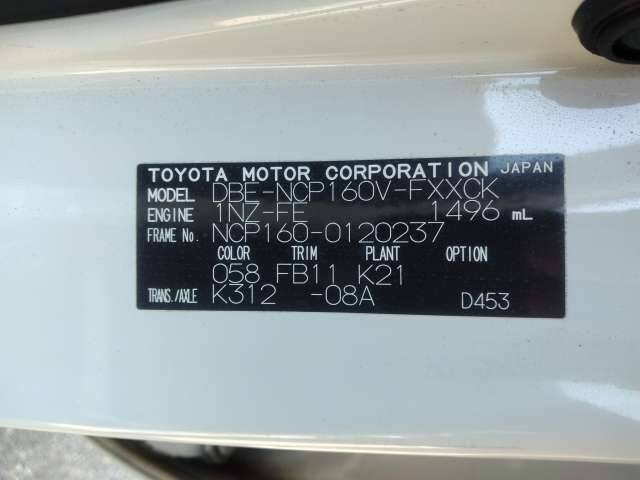 TOYOTA MOTOR CORPORATION JAPAN
MODEL DBE-NCP160V-FXXCK
ENGINE 1NZ-FE 1496 mL
FRAME No. NCP160-0120237
COLOR TRIM PLANT OPTION
058 FB11 K21
TRANS./AXLE K312 -08A D453